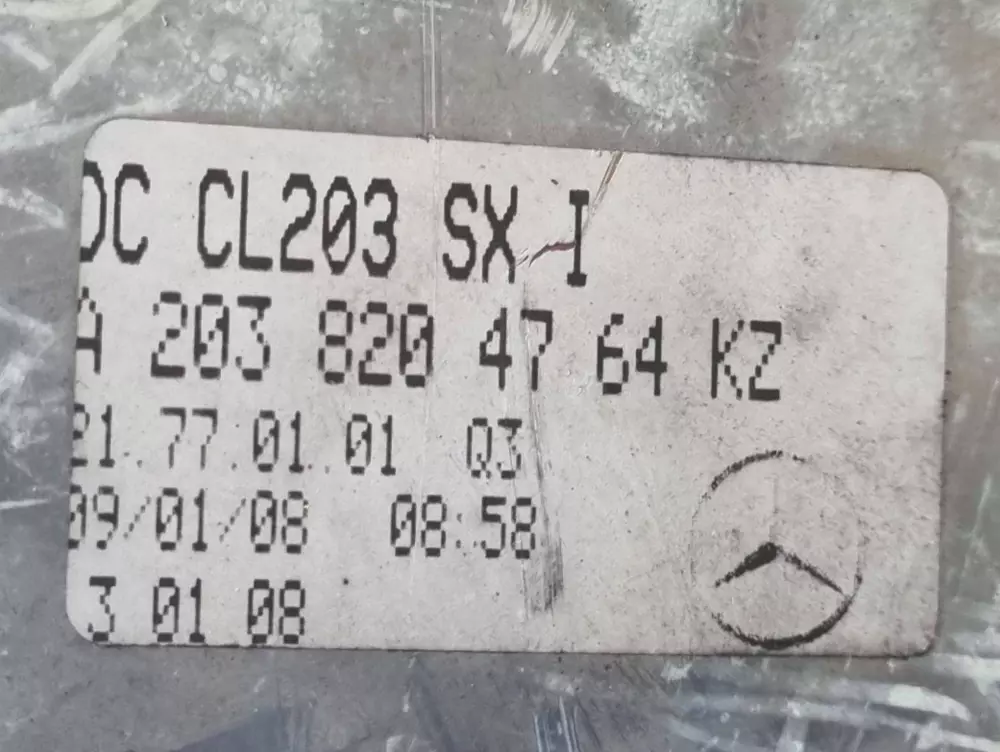 DC CL203 SX I
A 203 820 47 64 KZ
21.77.01.01 Q3
09/01/08 08:58
3 01 08